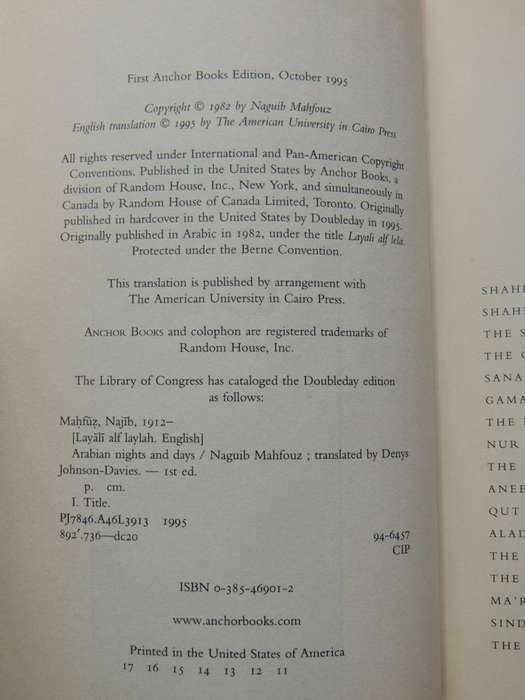 First Anchor Books Edition, October 1995
Copyright © 1982 by Naguib Mahfouz
English translation © 1995 by The American University in Cairo Press
All rights reserved under International and Pan-American Copyright
Conventions. Published in the United States by Anchor Books, a
division of Random House, Inc., New York, and simultaneously in
Canada by Random House of Canada Limited, Toronto. Originally
published in hardcover in the United States by Doubleday in 1995.
Originally published in Arabic in 1982, under the title Layali alf lela.
Protected under the Berne Convention.
This translation is published by arrangement with
The American University in Cairo Press.
ANCHOR BOOKS and colophon are registered trademarks of
Random House, Inc.
The Library of Congress has cataloged the Doubleday edition
as follows:
Maḥfūẓ, Najīb, 1912–
[Layālī alf laylah. English]
Arabian nights and days / Naguib Mahfouz ; translated by Denys
Johnson-Davies. — 1st ed.
p. cm.
I. Title.
PJ7846.A46L3913 1995
892′.736—dc20 94-6457
CIP
ISBN 0-385-46901-2
www.anchorbooks.com
Printed in the United States of America
17 16 15 14 13 12 11
SHAH
SHAH
THE S
THE
SANA
GAMA
THE
NUR
THE
ANEE
QUT
ALAD
THE
THE
MA'R
SIND
THE